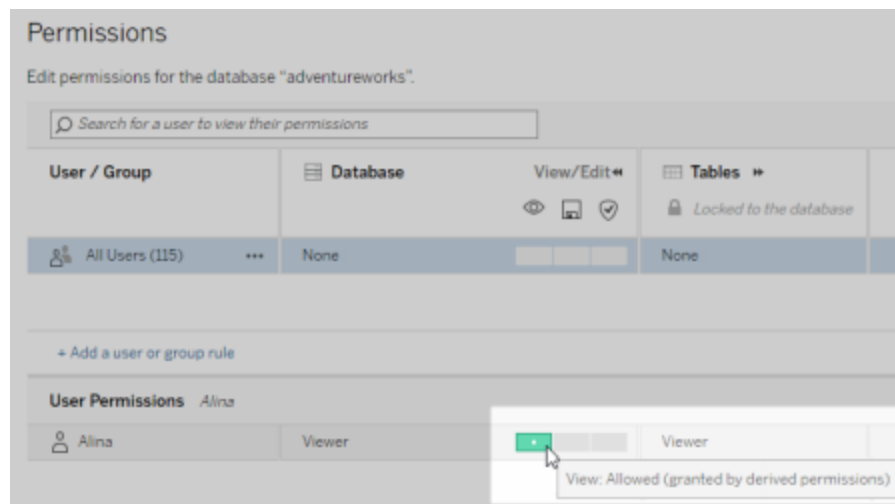 Permissions
Edit permissions for the database “adventureworks”.
Search for a user to view their permissions
User / Group Database View/Edit Tables
Locked to the database
All Users (115) ••• None None
+ Add a user or group rule
User Permissions Alina
Alina Viewer Viewer
View: Allowed (granted by derived permissions)